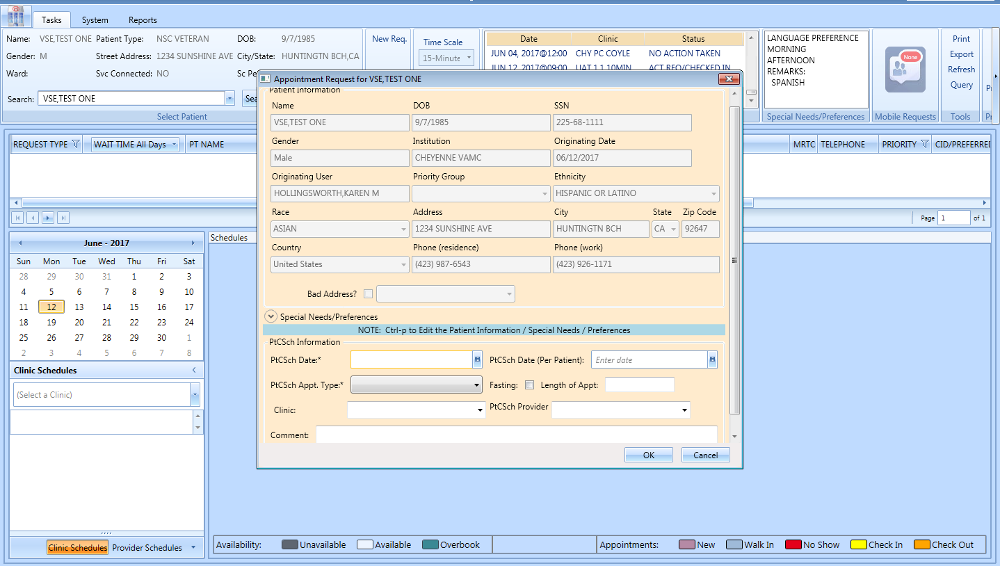 Tasks System Reports
Name: VSE,TEST ONE Patient Type: NSC VETERAN DOB: 9/7/1985
Gender: M Street Address: 1234 SUNSHINE AVE City/State: HUNTINGTN BCH,CA
Ward: Svc Connected: NO Sc Pe
Search: VSE,TEST ONE Sea
Select Patient
New Req.
Time Scale
15-Minute
Date Clinic Status
JUN 04, 2017@12:00 CHY PC COYLE NO ACTION TAKEN
JUN 12, 2017@09:00 UAT 1 1 10MIN ACT REQ/CHECKED IN
LANGUAGE PREFERENCE
MORNING
AFTERNOON
REMARKS:
SPANISH
Special Needs/Preferences
None
Mobile Requests
Print
Export
Refresh
Query
Tools
Pr
REQUEST TYPE WAIT TIME All Days PT NAME MRTC TELEPHONE PRIORITY CID/PREFERRED
Page 1 of 1
Appointment Request for VSE,TEST ONE
Patient Information
Name DOB SSN
VSE,TEST ONE 9/7/1985 225-68-1111
Gender Institution Originating Date
Male CHEYENNE VAMC 06/12/2017
Originating User Priority Group Ethnicity
HOLLINGSWORTH,KAREN M HISPANIC OR LATINO
Race Address City State Zip Code
ASIAN 1234 SUNSHINE AVE HUNTINGTN BCH CA 92647
Country Phone (residence) Phone (work)
United States (423) 987-6543 (423) 926-1171
Bad Address?
Special Needs/Preferences
NOTE: Ctrl-p to Edit the Patient Information / Special Needs / Preferences
PtCSch Information
PtCSch Date:* PtCSch Date (Per Patient): Enter date
PtCSch Appt. Type:* Fasting: Length of Appt:
Clinic: PtCSch Provider
Comment:
OK Cancel
June - 2017
Sun Mon Tue Wed Thu Fri Sat
28 29 30 31 1 2 3
4 5 6 7 8 9 10
11 12 13 14 15 16 17
18 19 20 21 22 23 24
25 26 27 28 29 30 1
2 3 4 5 6 7 8
Clinic Schedules
(Select a Clinic)
Clinic Schedules Provider Schedules
Schedules
Availability: Unavailable Available Overbook Appointments: New Walk In No Show Check In Check Out